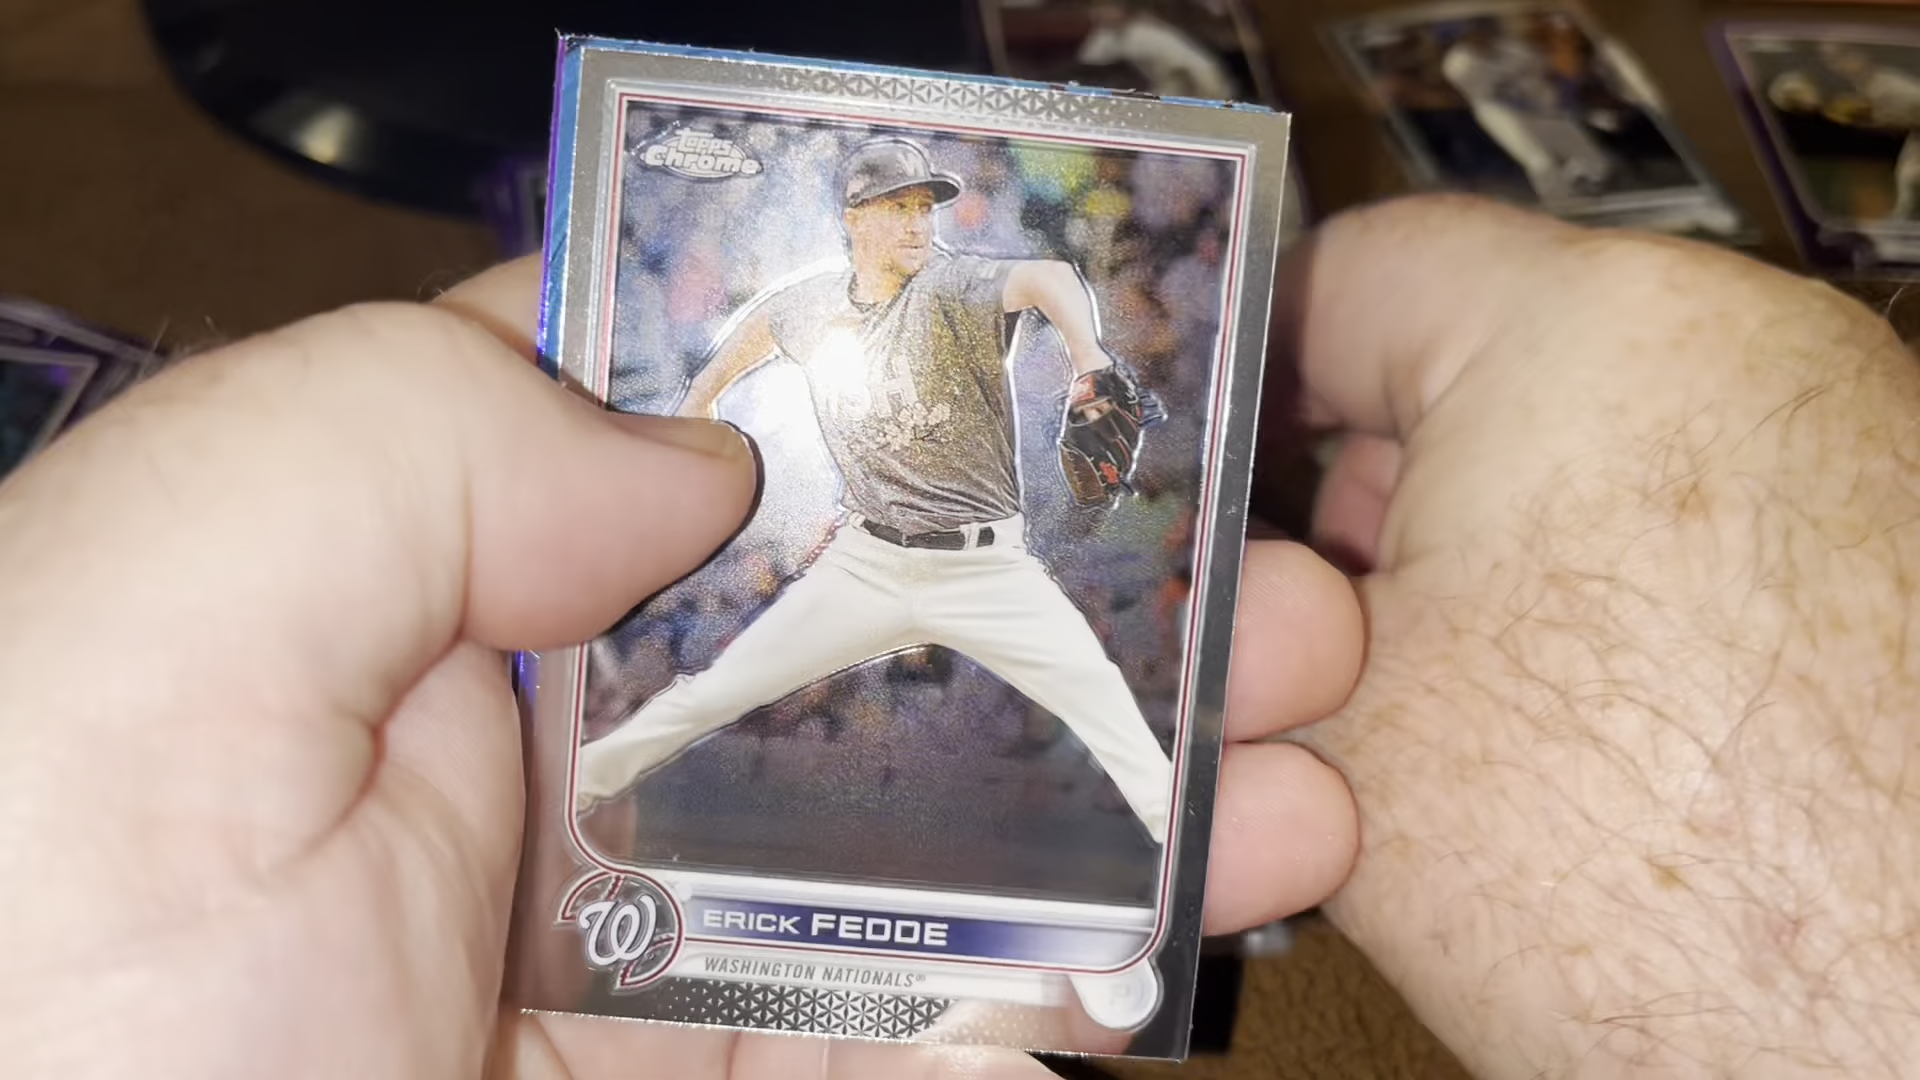 Topps
Chrome
W
ERICK FEDDE
WASHINGTON NATIONALS®
P